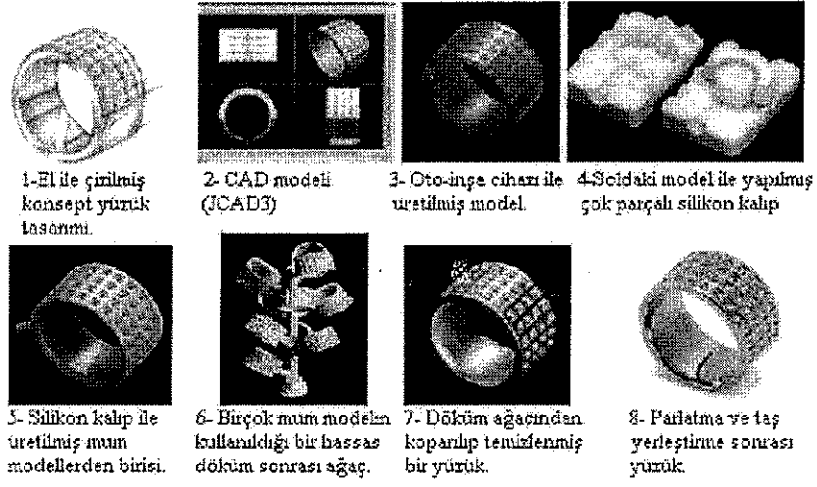 1-El ile çizilmiş
konsept yüzük
tasarımı.
2- CAD modeli
(JCAD3)
3- Oto-inşa cihazı ile
üretilmiş model.
4-Soldaki model ile yapılmış
çok parçalı silikon kalıp
5- Silikon kalıp ile
üretilmiş mum
modellerden birisi.
6- Birçok mum modelin
kullanıldığı bir hassas
döküm sonrası ağaç.
7- Döküm ağacından
koparılıp temizlenmiş
bir yüzük.
8- Parlatma ve taş
yerleştirme sonrası
yüzük.